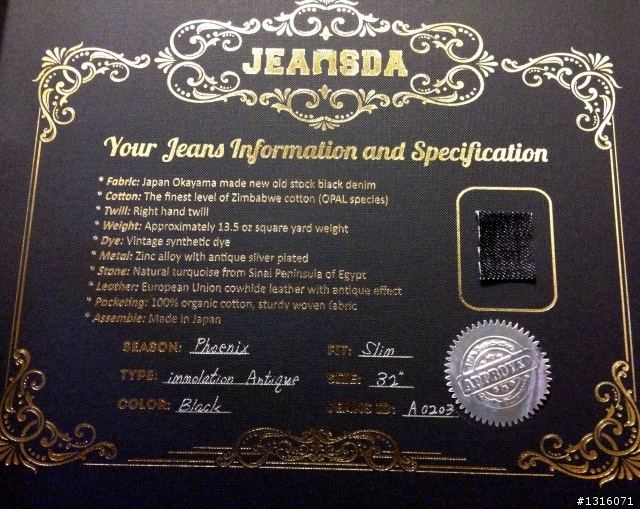 JEANSDA
Your Jeans Information and Specification
* Fabric: Japan Okayama made new old stock black denim
* Cotton: The finest level of Zimbabwe cotton (OPAL species)
* Twill: Right hand twill
* Weight: Approximately 13.5 oz square yard weight
* Dye: Vintage synthetic dye
* Metal: Zinc alloy with antique silver plated
* Stone: Natural turquoise from Sinai Peninsula of Egypt
* Leather: European Union cowhide leather with antique effect
* Pocketing: 100% organic cotton, sturdy woven fabric
* Assemble: Made in Japan
SEASON: Phoenix FIT: Slim
TYPE: immolation Antique SIZE: 32"
COLOR: Black JEANS ID: A0203
#1316071